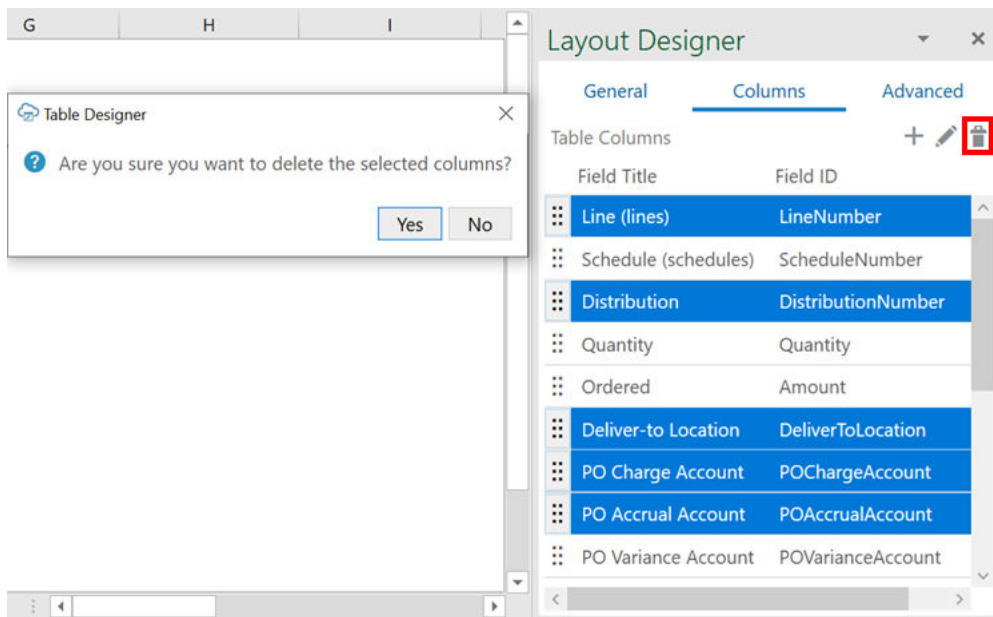 G H I
Table Designer
Are you sure you want to delete the selected columns?
Yes No
Layout Designer
General Columns Advanced
Table Columns
Field Title Field ID
Line (lines) LineNumber
Schedule (schedules) ScheduleNumber
Distribution DistributionNumber
Quantity Quantity
Ordered Amount
Deliver-to Location DeliverToLocation
PO Charge Account POChargeAccount
PO Accrual Account POAccrualAccount
PO Variance Account POVarianceAccount